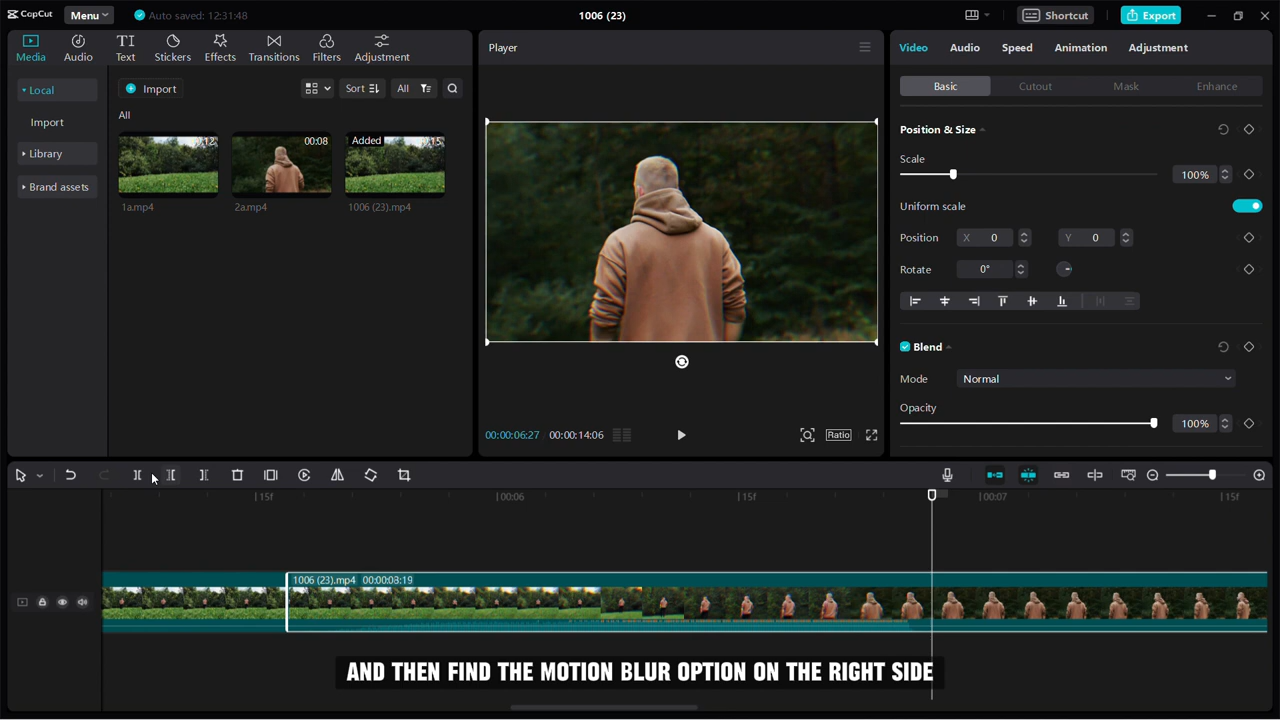 CapCut Menu Auto saved: 12:31:48 1006 (23) Shortcut Export
Media Audio Text Stickers Effects Transitions Filters Adjustment
Local
Import
Library
Brand assets
Import Sort All
All
00:08
Added
1a.mp4 2a.mp4 1006 (23).mp4
Player
00:00:06:27 00:00:14:06 Ratio
Video Audio Speed Animation Adjustment
Basic Cutout Mask Enhance
Position & Size
Scale
100%
Uniform scale
Position X 0 Y 0
Rotate 0°
Blend
Mode Normal
Opacity
100%
15f 00:06 15f 00:07 15f
1006 (23).mp4 00:00:08:19
AND THEN FIND THE MOTION BLUR OPTION ON THE RIGHT SIDE